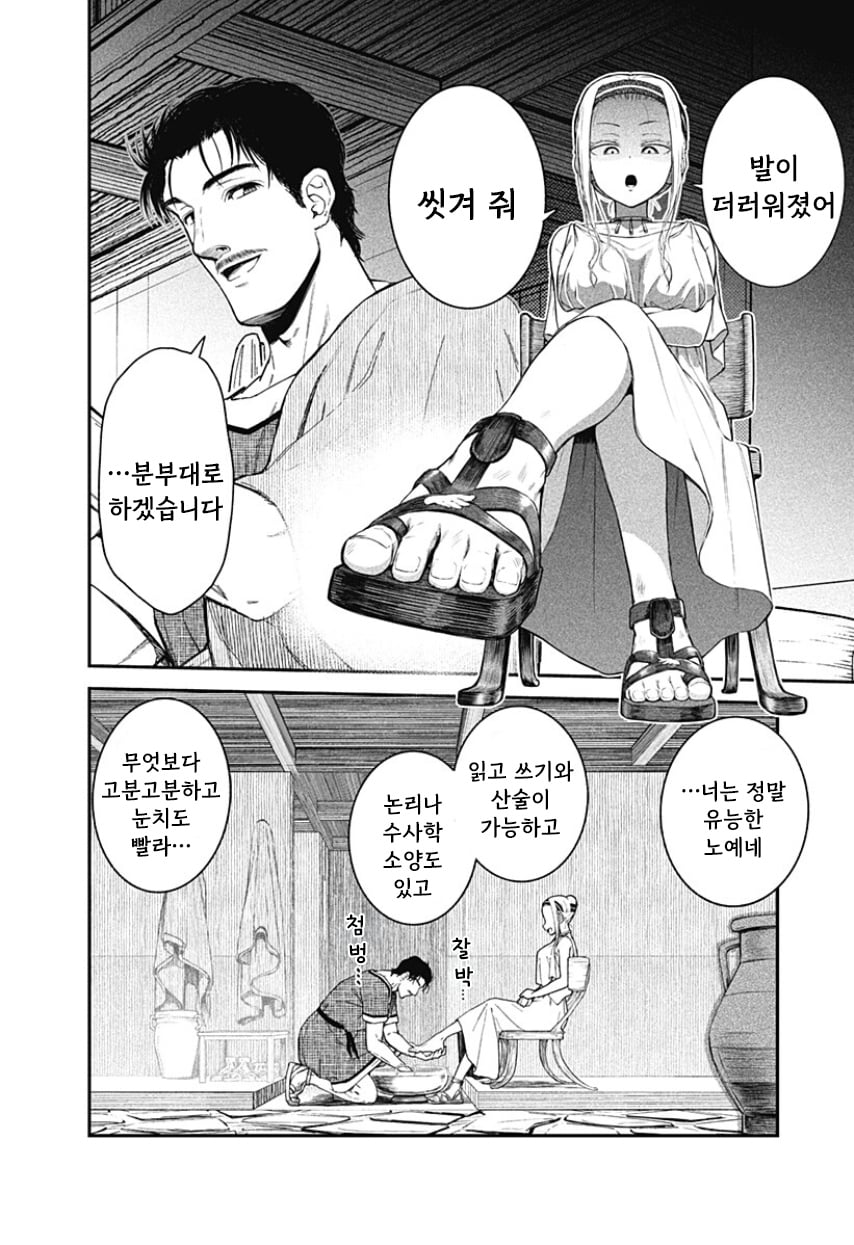 발이
더러워졌어
씻겨 줘
…분부대로
하겠습니다
…너는 정말
유능한
노예네
읽고 쓰기와
산술이
가능하고
논리나
수사학
소양도
있고
무엇보다
고분고분하고
눈치도
빨라…
찰박…
첨벙…